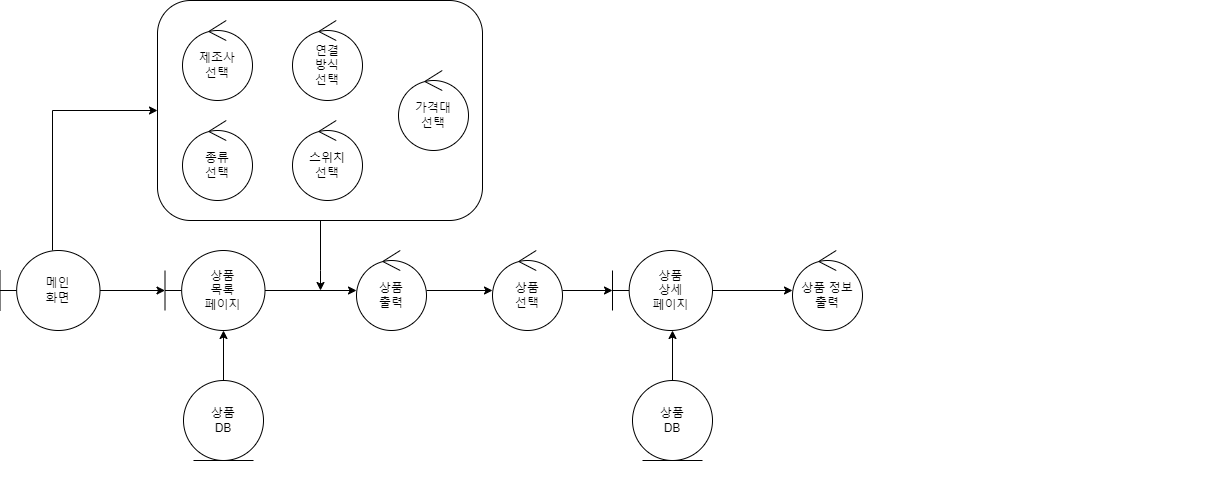 제조사
선택
연결
방식
선택
가격대
선택
종류
선택
스위치
선택
메인
화면
상품
목록
페이지
상품
출력
상품
선택
상품
상세
페이지
상품 정보
출력
상품
DB
상품
DB